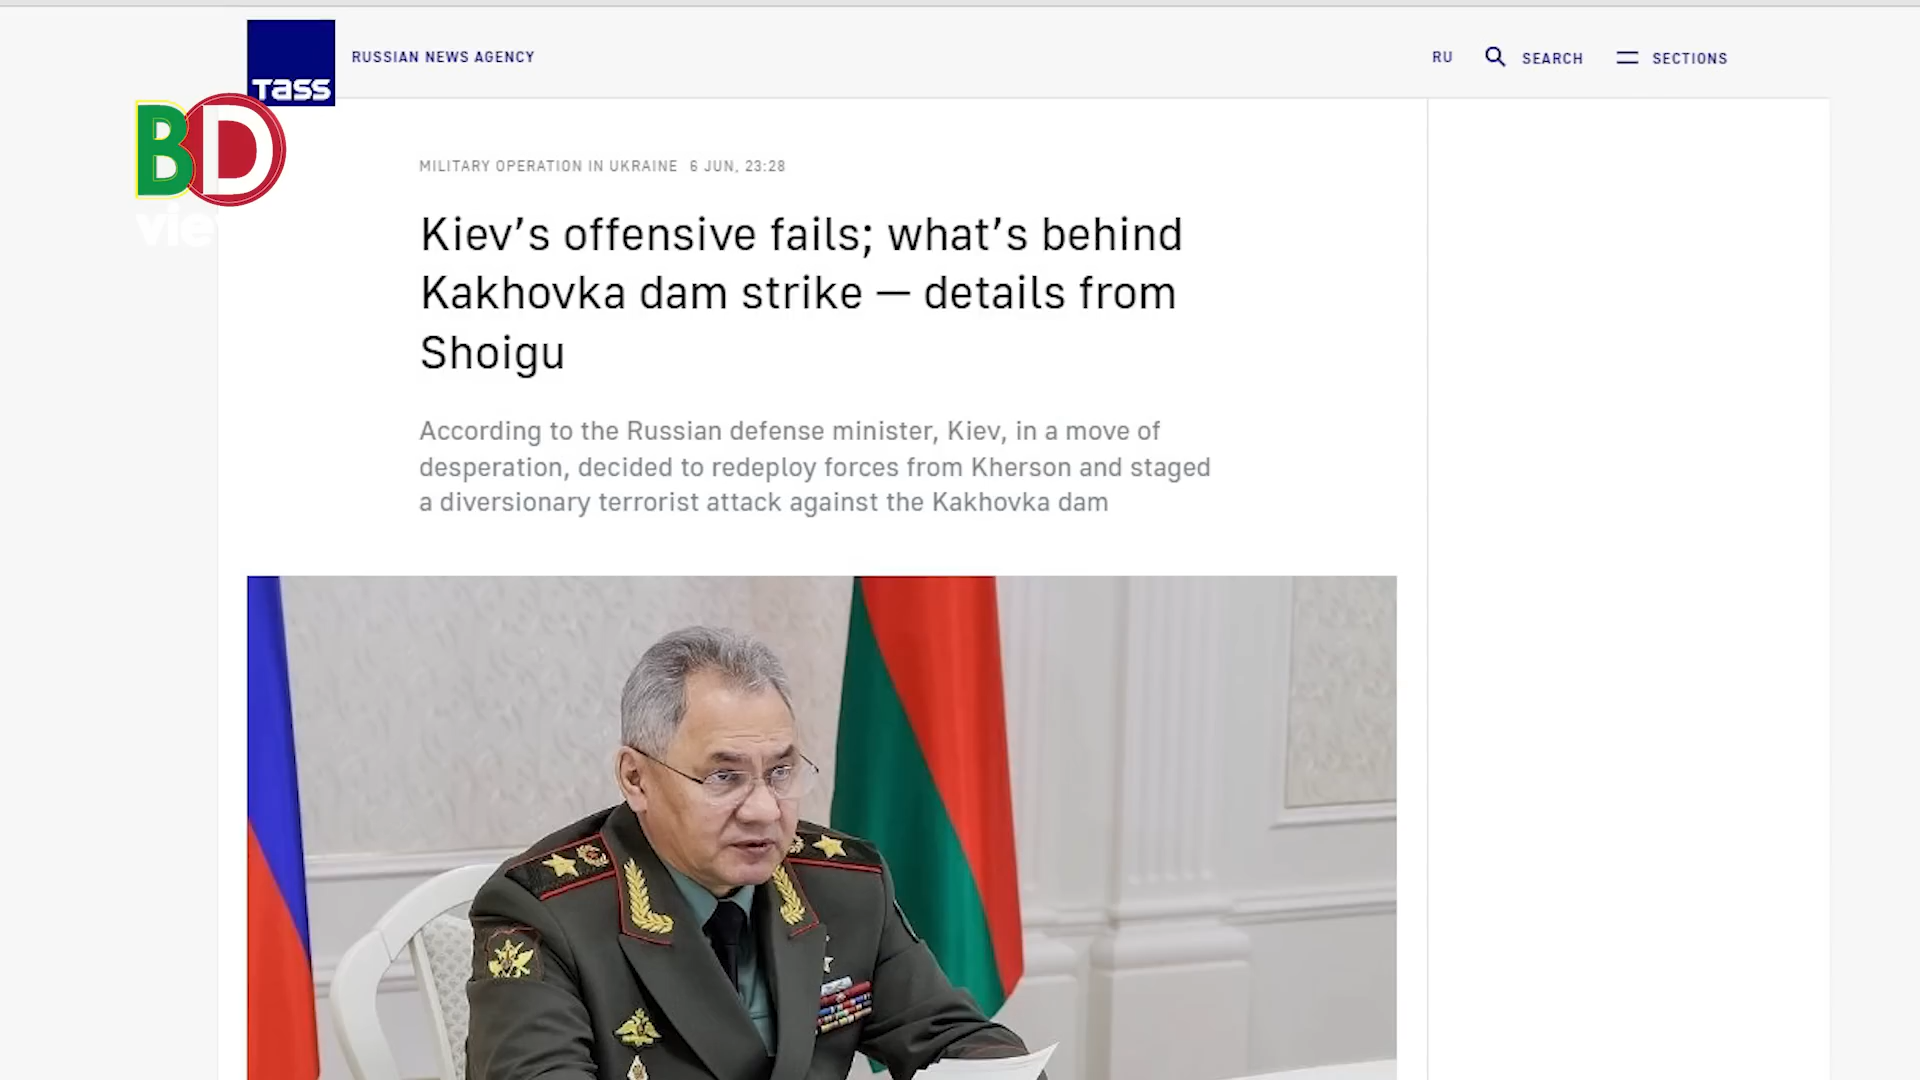 TASS
RUSSIAN NEWS AGENCY
RU
SEARCH
SECTIONS
BD
view
MILITARY OPERATION IN UKRAINE 6 JUN, 23:28
Kiev’s offensive fails; what’s behind
Kakhovka dam strike — details from
Shoigu
According to the Russian defense minister, Kiev, in a move of
desperation, decided to redeploy forces from Kherson and staged
a diversionary terrorist attack against the Kakhovka dam